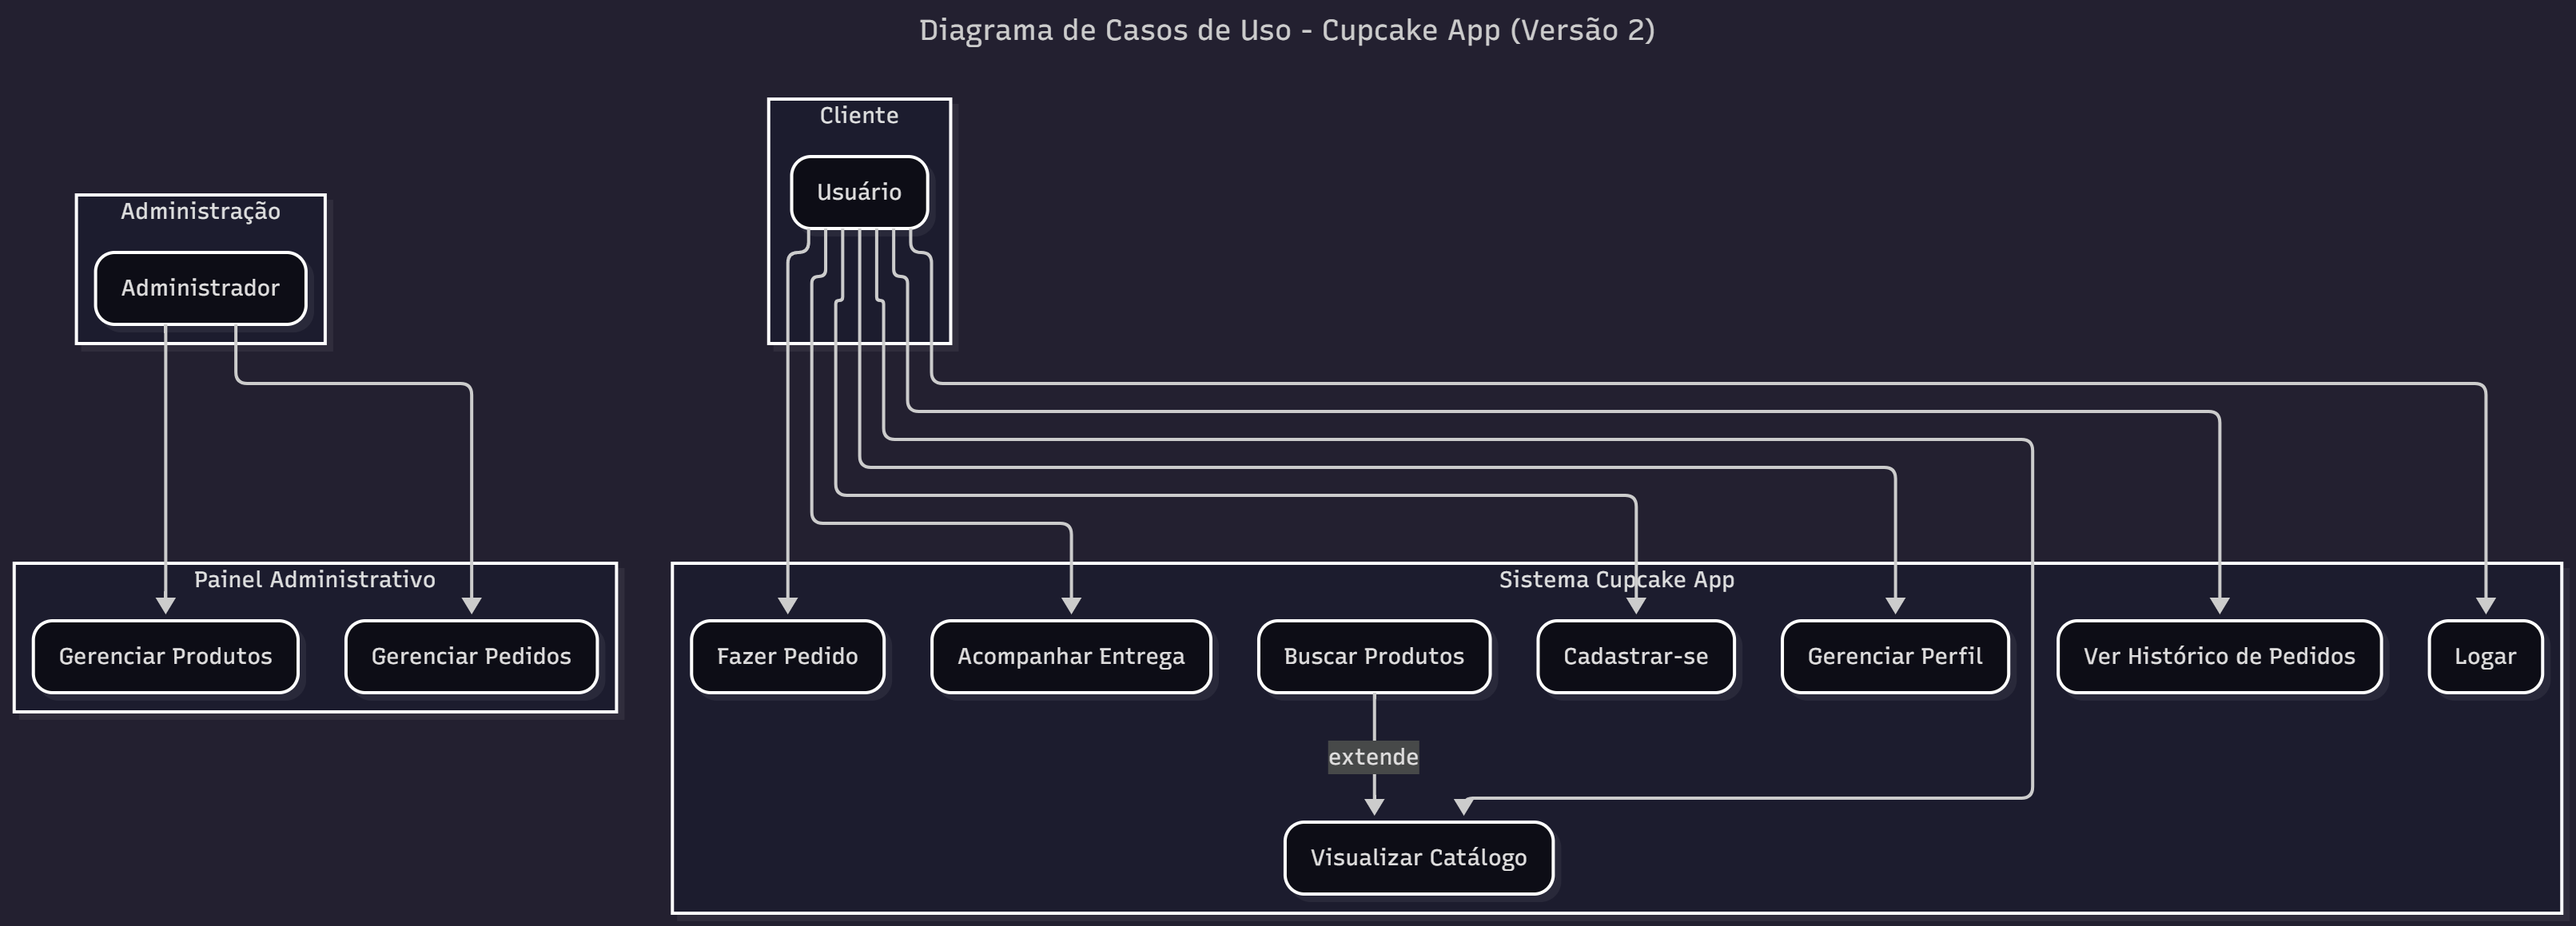 Diagrama de Casos de Uso - Cupcake App (Versão 2)
Cliente
Usuário
Administração
Administrador
Painel Administrativo
Gerenciar Produtos
Gerenciar Pedidos
Sistema Cupcake App
Fazer Pedido
Acompanhar Entrega
Buscar Produtos
Cadastrar-se
Gerenciar Perfil
Ver Histórico de Pedidos
Logar
extende
Visualizar Catálogo